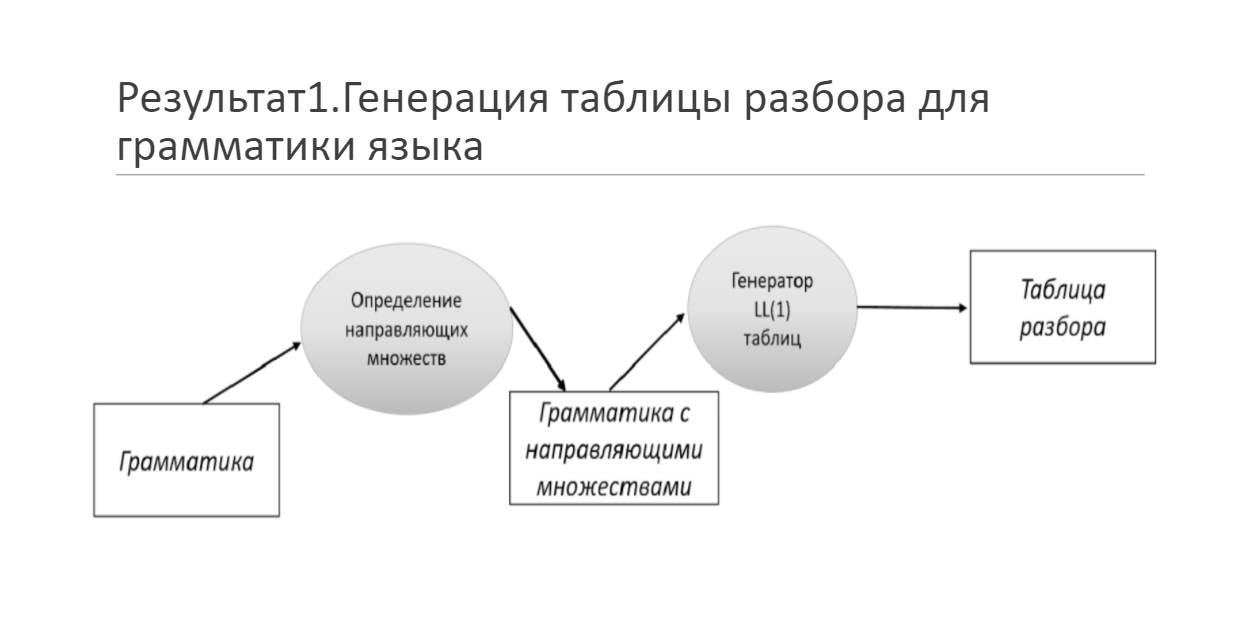 Результат1.Генерация таблицы разбора для
грамматики языка
Грамматика
Определение
направляющих
множеств
Грамматика с
направляющими
множествами
Генератор
LL(1)
таблиц
Таблица
разбора